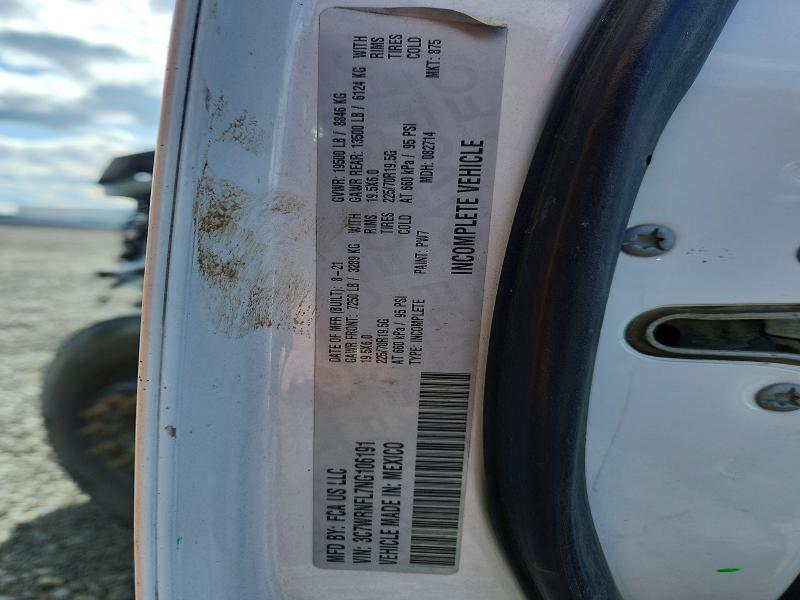 MFD BY: FCA US LLC
VIN: 3C7WRNFL7NG106191
VEHICLE MADE IN: MEXICO
DATE OF MFR (BUILT): 8-21 GVWR: 19500 LB / 8846 KG
GAWR FRONT: 7250 LB / 3289 KG WITH GAWR REAR: 13500 LB / 6124 KG WITH
19.5X6.0 RIMS 19.5X6.0 RIMS
225/70R19.5G TIRES 225/70R19.5G TIRES
AT 660 kPa / 95 PSI COLD AT 660 kPa / 95 PSI COLD
TYPE: INCOMPLETE PAINT: PW7 MDH: 082714 MKT: 875
INCOMPLETE VEHICLE